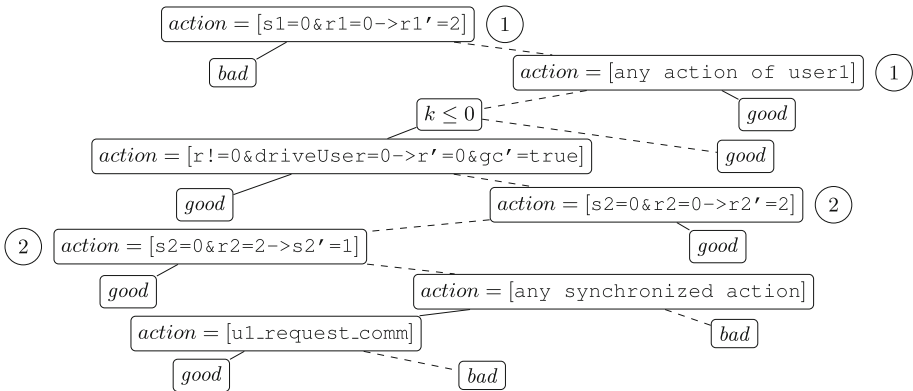 action = [s1=0&r1=0->r1′=2] 1
bad
action = [any action of user1] 1
k ≤ 0
good
action = [r!=0&driveUser=0->r′=0&gc′=true]
good
good
action = [s2=0&r2=0->r2′=2] 2
2 action = [s2=0&r2=2->s2′=1]
good
good
action = [any synchronized action]
action = [u1_request_comm]
bad
good
bad